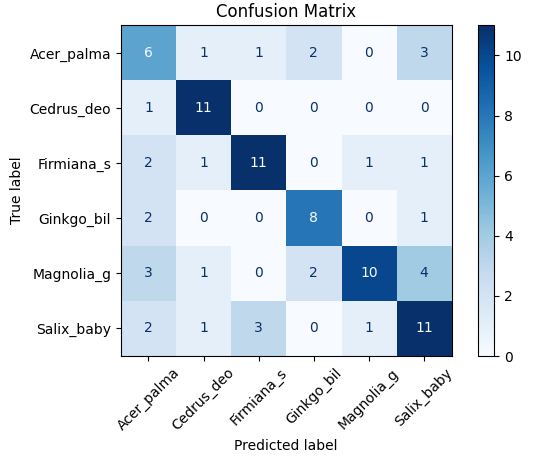 Confusion Matrix
Acer_palma 6 1 1 2 0 3
Cedrus_deo 1 11 0 0 0 0
Firmiana_s 2 1 11 0 1 1
Ginkgo_bil 2 0 0 8 0 1
Magnolia_g 3 1 0 2 10 4
Salix_baby 2 1 3 0 1 11
True label
Acer_palma Cedrus_deo Firmiana_s Ginkgo_bil Magnolia_g Salix_baby
Predicted label
10
8
6
4
2
0